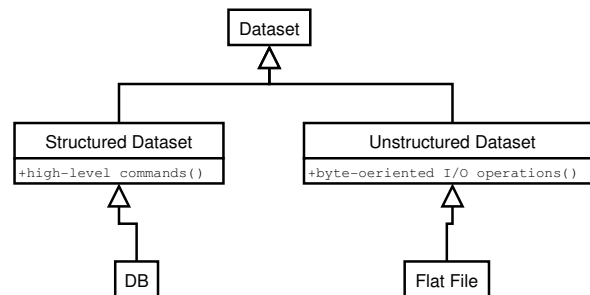 Dataset
Structured Dataset
+high-level commands()
Unstructured Dataset
+byte-oeriented I/O operations()
DB
Flat File